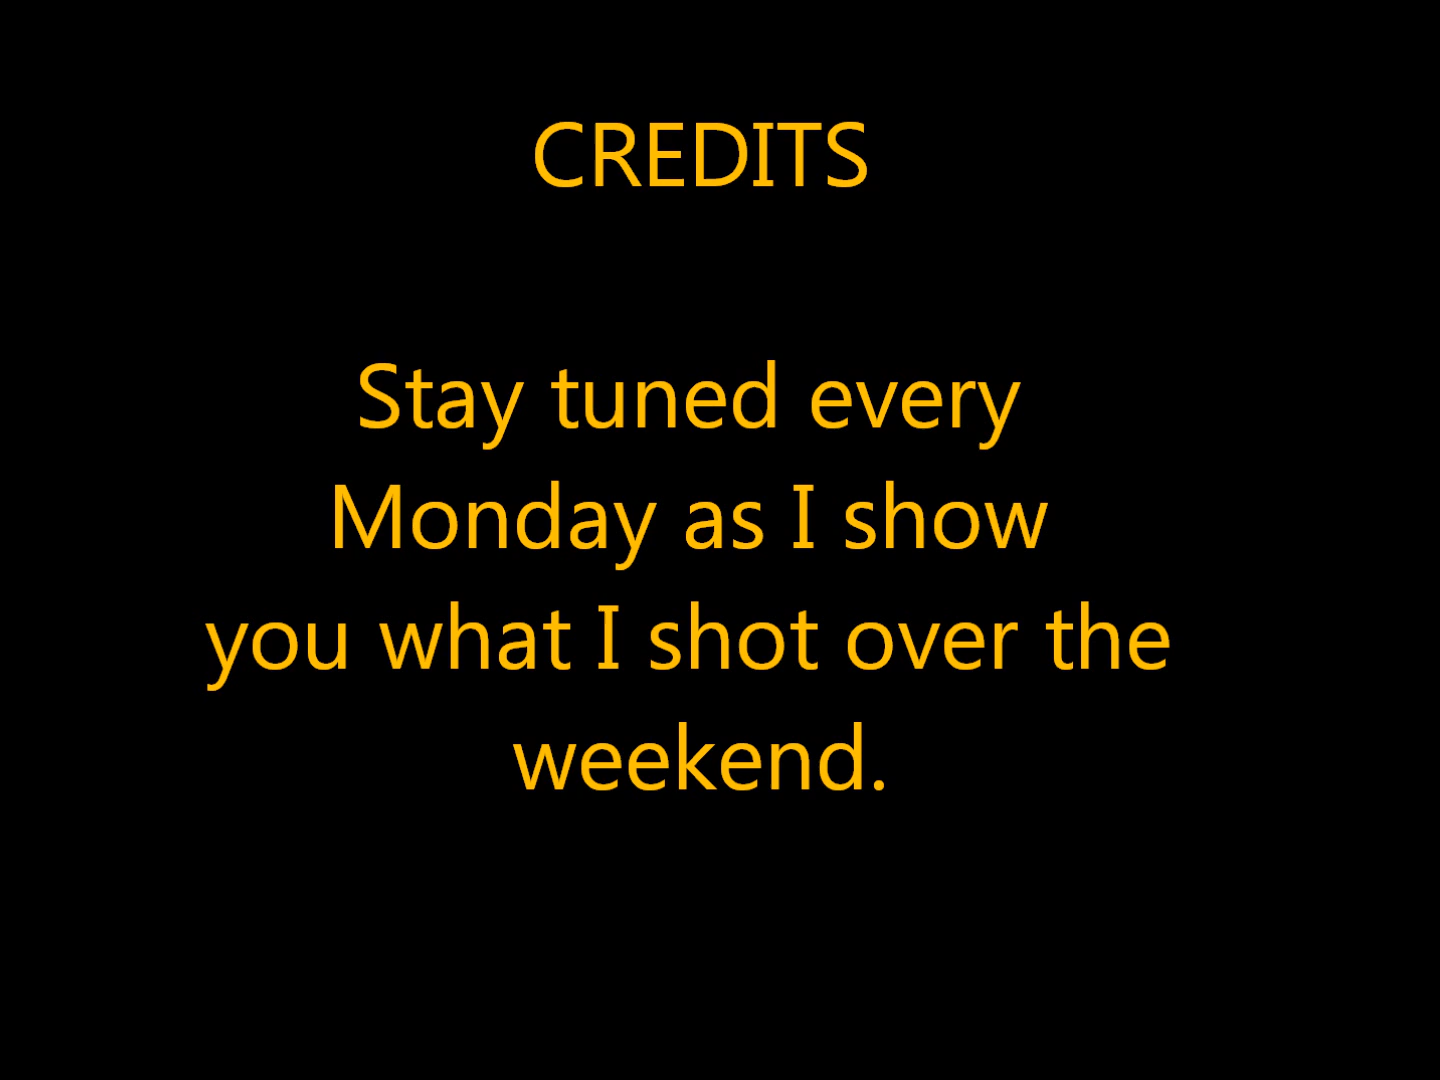 CREDITS
Stay tuned every
Monday as I show
you what I shot over the
weekend.